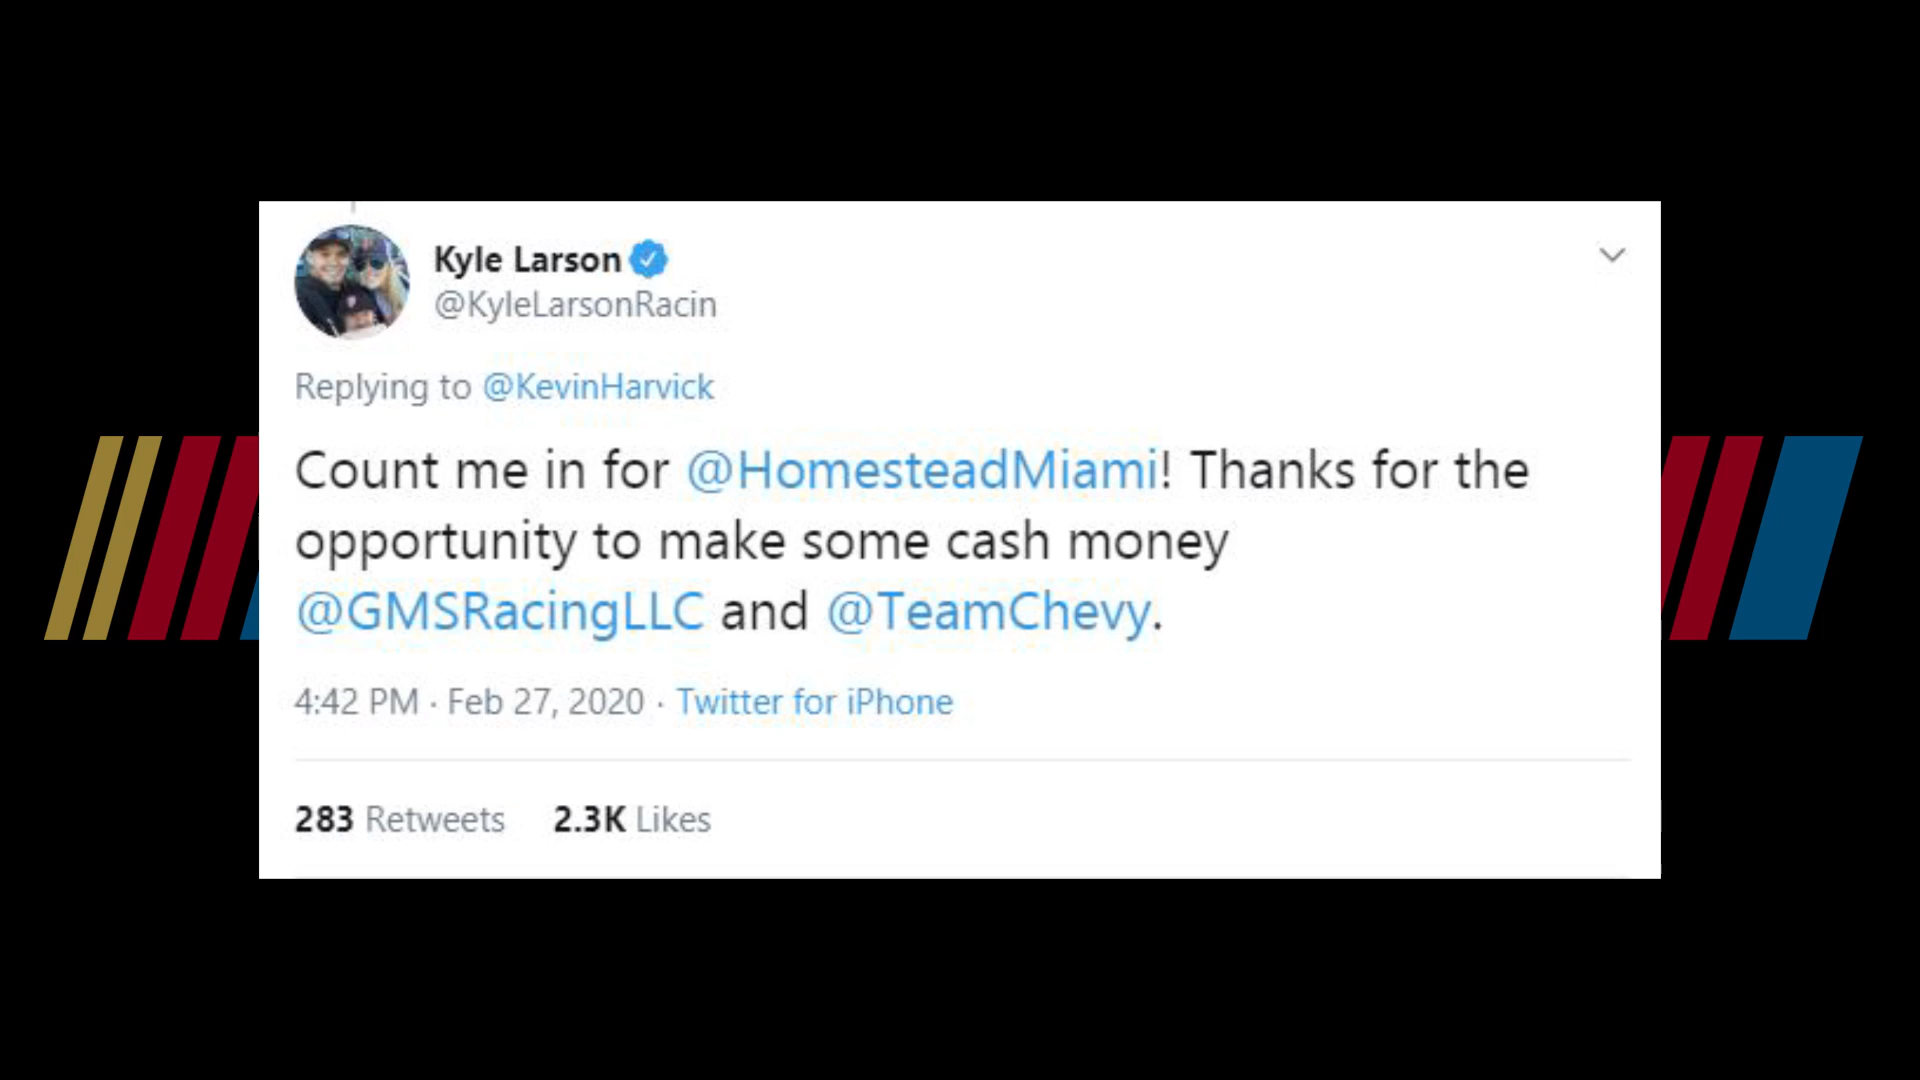 Kyle Larson
@KyleLarsonRacin
Replying to @KevinHarvick
Count me in for @HomesteadMiami! Thanks for the
opportunity to make some cash money
@GMSRacingLLC and @TeamChevy.
4:42 PM · Feb 27, 2020 · Twitter for iPhone
283 Retweets 2.3K Likes